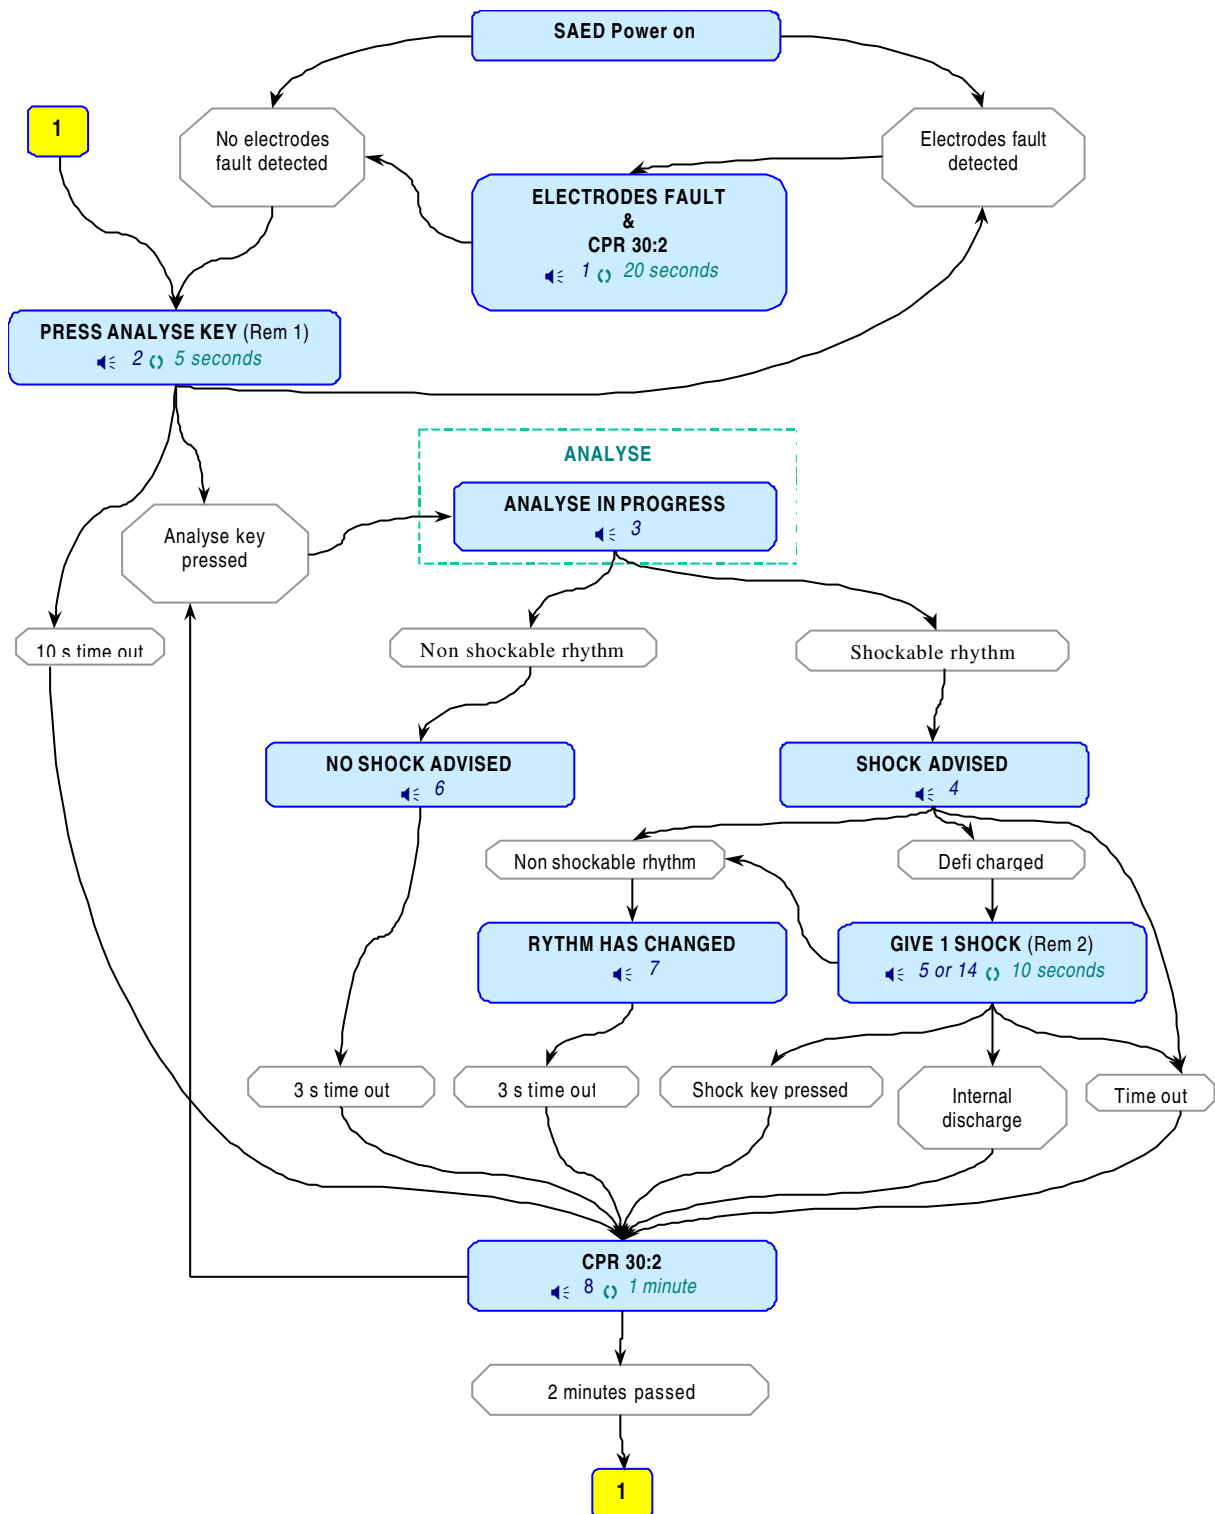 SAED Power on
1
No electrodes
fault detected
Electrodes fault
detected
ELECTRODES FAULT
&
CPR 30:2
1 20 seconds
PRESS ANALYSE KEY (Rem 1)
2 5 seconds
ANALYSE
ANALYSE IN PROGRESS
3
Analyse key
pressed
10 s time out
Non shockable rhythm
Shockable rhythm
NO SHOCK ADVISED
6
SHOCK ADVISED
4
Non shockable rhythm
Defi charged
RYTHM HAS CHANGED
7
GIVE 1 SHOCK (Rem 2)
5 or 14 10 seconds
3 s time out
3 s time out
Shock key pressed
Internal
discharge
Time out
CPR 30:2
8 1 minute
2 minutes passed
1